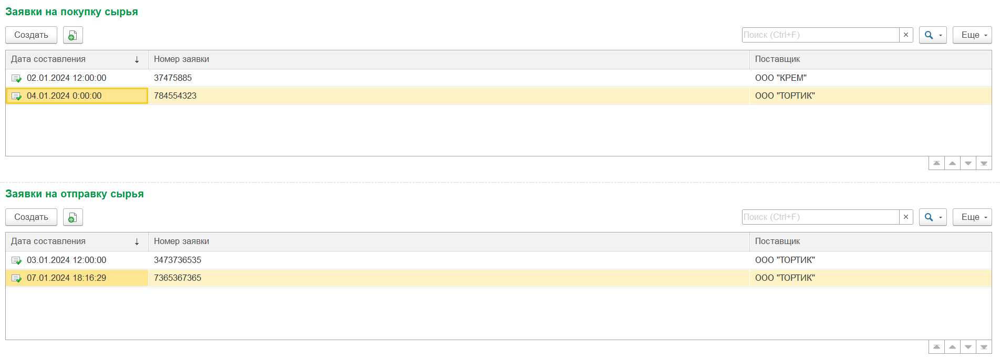 Заявки на покупку сырья
Создать Поиск (Ctrl+F) × Еще
Дата составления ↓ Номер заявки Поставщик
02.01.2024 12:00:00 37475885 ООО "КРЕМ"
04.01.2024 0:00:00 784554323 ООО "ТОРТИК"
Заявки на отправку сырья
Создать Поиск (Ctrl+F) × Еще
Дата составления ↓ Номер заявки Поставщик
03.01.2024 12:00:00 3473736535 ООО "ТОРТИК"
07.01.2024 18:16:29 7365367365 ООО "ТОРТИК"